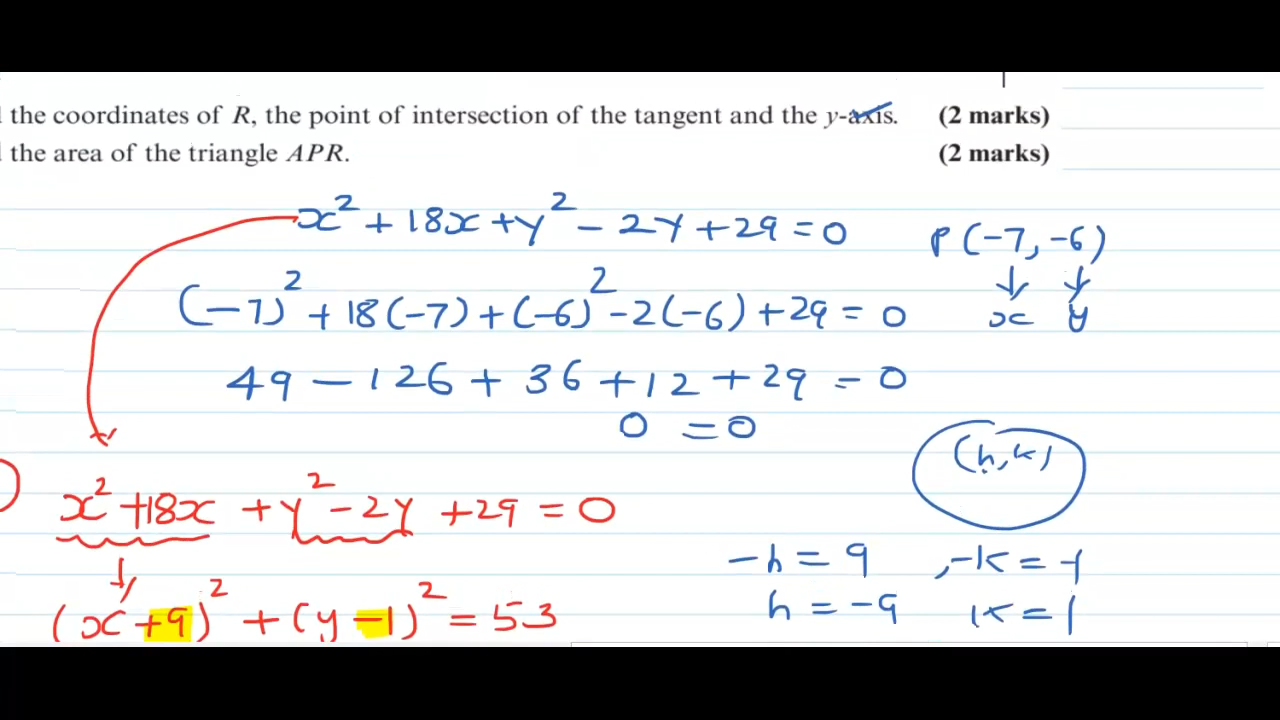 the coordinates of R, the point of intersection of the tangent and the y-axis. (2 marks)
the area of the triangle APR. (2 marks)
x² + 18x + y² - 2y + 29 = 0
P (-7, -6)
x y
(-7)² + 18(-7) + (-6)² - 2(-6) + 29 = 0
49 - 126 + 36 + 12 + 29 = 0
0 = 0
(h, k)
x² + 18x + y² - 2y + 29 = 0
-h = 9 , -k = -1
h = -9 k = 1
(x + 9)² + (y - 1)² = 53